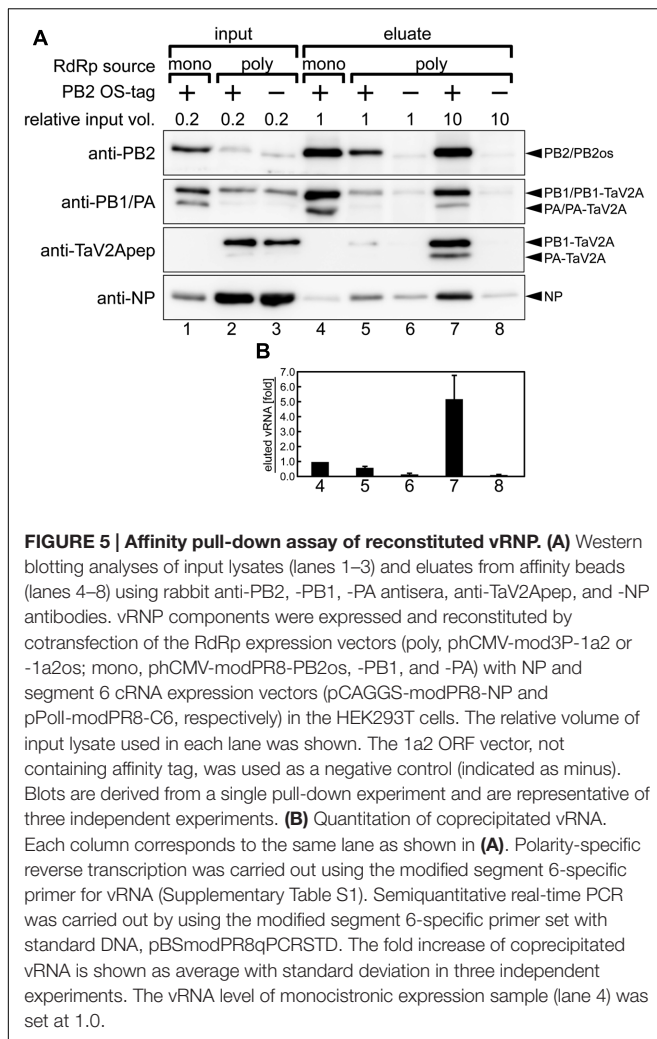 A
input eluate
RdRp source mono poly mono poly
PB2 OS-tag + + − + + − + −
relative input vol. 0.2 0.2 0.2 1 1 1 10 10
anti-PB2 PB2/PB2os
anti-PB1/PA PB1/PB1-TaV2A
PA/PA-TaV2A
anti-TaV2Apep PB1-TaV2A
PA-TaV2A
anti-NP NP
1 2 3 4 5 6 7 8
B
eluted vRNA [fold]
7.0
6.0
5.0
4.0
3.0
2.0
1.0
0.0
4 5 6 7 8
FIGURE 5 | Affinity pull-down assay of reconstituted vRNP. (A) Western
blotting analyses of input lysates (lanes 1–3) and eluates from affinity beads
(lanes 4–8) using rabbit anti-PB2, -PB1, -PA antisera, anti-TaV2Apep, and -NP
antibodies. vRNP components were expressed and reconstituted by
cotransfection of the RdRp expression vectors (poly, phCMV-mod3P-1a2 or
-1a2os; mono, phCMV-modPR8-PB2os, -PB1, and -PA) with NP and
segment 6 cRNA expression vectors (pCAGGS-modPR8-NP and
pPolI-modPR8-C6, respectively) in the HEK293T cells. The relative volume of
input lysate used in each lane was shown. The 1a2 ORF vector, not
containing affinity tag, was used as a negative control (indicated as minus).
Blots are derived from a single pull-down experiment and are representative of
three independent experiments. (B) Quantitation of coprecipitated vRNA.
Each column corresponds to the same lane as shown in (A). Polarity-specific
reverse transcription was carried out using the modified segment 6-specific
primer for vRNA (Supplementary Table S1). Semiquantitative real-time PCR
was carried out by using the modified segment 6-specific primer set with
standard DNA, pBSmodPR8qPCRSTD. The fold increase of coprecipitated
vRNA is shown as average with standard deviation in three independent
experiments. The vRNA level of monocistronic expression sample (lane 4) was
set at 1.0.